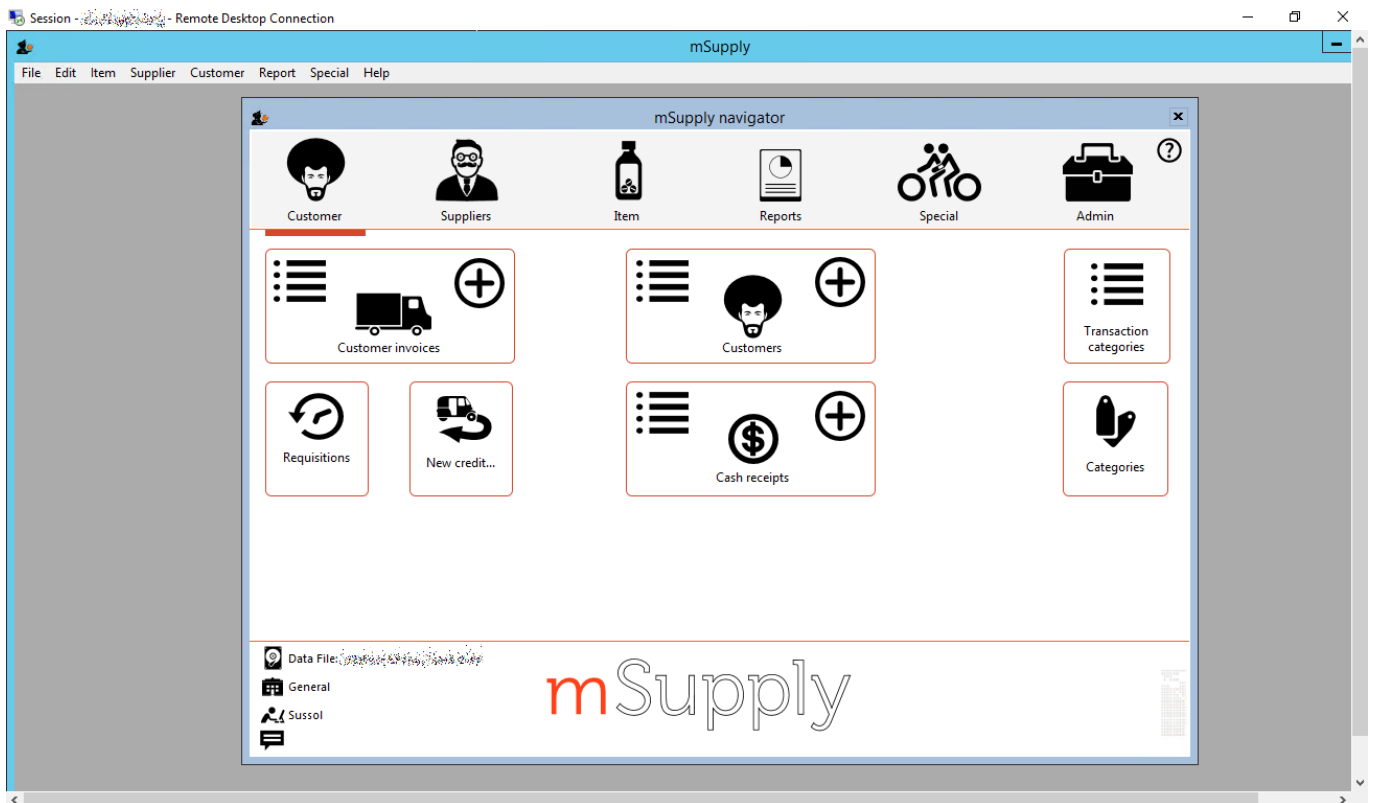 Session - - Remote Desktop Connection
mSupply
File Edit Item Supplier Customer Report Special Help
mSupply navigator
Customer Suppliers Item Reports Special Admin
Customer invoices
Customers
Transaction
categories
Requisitions
New credit...
Cash receipts
Categories
Data File:
General
Sussol
mSupply